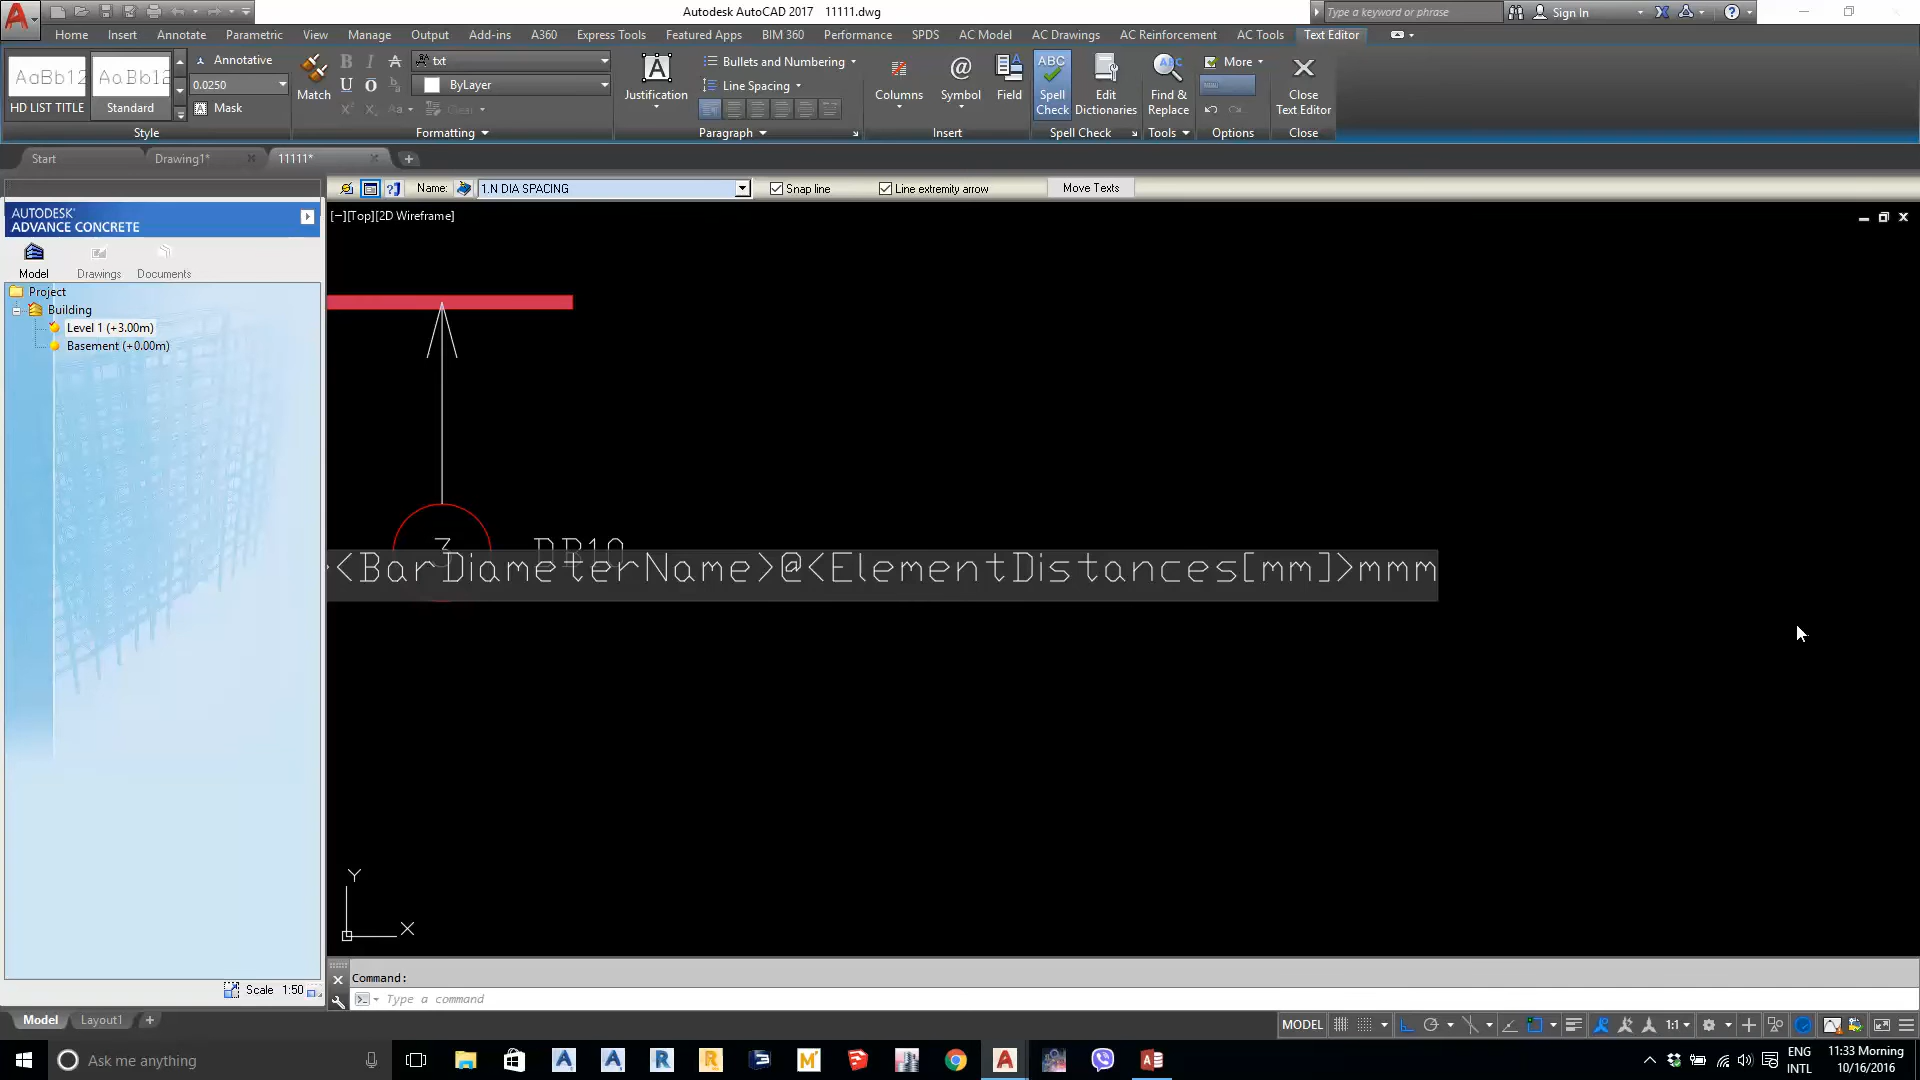 Autodesk AutoCAD 2017 11111.dwg
Type a keyword or phrase
Sign In
Home Insert Annotate Parametric View Manage Output Add-ins A360 Express Tools Featured Apps BIM 360 Performance SPDS AC Model AC Drawings AC Reinforcement AC Tools Text Editor
AaBb12 AaBb12
HD LIST TITLE Standard
Annotative
0.0250
Mask
Style
Match
txt
ByLayer
Clear
Formatting
Justification
Bullets and Numbering
Line Spacing
Paragraph
Columns
Symbol
Field
Insert
ABC
Spell
Check
Edit
Dictionaries
Spell Check
Find &
Replace
Tools
More
Options
Close
Text Editor
Close
Start Drawing1* 11111*
Name: 1.N DIA SPACING
Snap line
Line extremity arrow
Move Texts
AUTODESK®
ADVANCE CONCRETE
Model Drawings Documents
Project
Building
Level 1 (+3.00m)
Basement (+0.00m)
Scale 1:50
[−][Top][2D Wireframe]
3 DB10
<BarDiameterName>@<ElementDistances[mm]>mmm
Y
X
Command:
Type a command
Model Layout1
MODEL 1:1
Ask me anything
ENG
INTL
11:33 Morning
10/16/2016